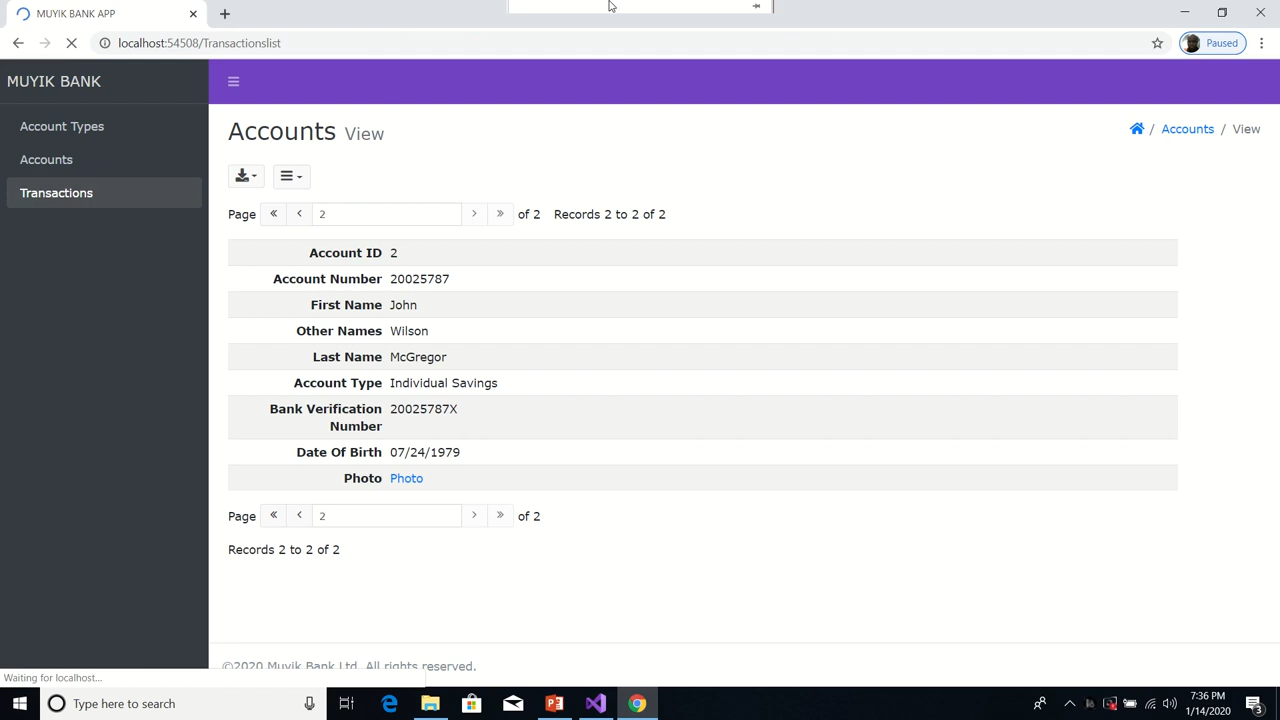 MUYIK BANK APP
localhost:54508/Transactionslist
Paused
MUYIK BANK
Account Types
Accounts
Transactions
Accounts View
Accounts / View
Page 2 of 2 Records 2 to 2 of 2
Account ID 2
Account Number 20025787
First Name John
Other Names Wilson
Last Name McGregor
Account Type Individual Savings
Bank Verification Number 20025787X
Date Of Birth 07/24/1979
Photo Photo
Page 2 of 2
Records 2 to 2 of 2
©2020 Muyik Bank Ltd. All rights reserved.
Waiting for localhost...
Type here to search
7:36 PM
1/14/2020
3